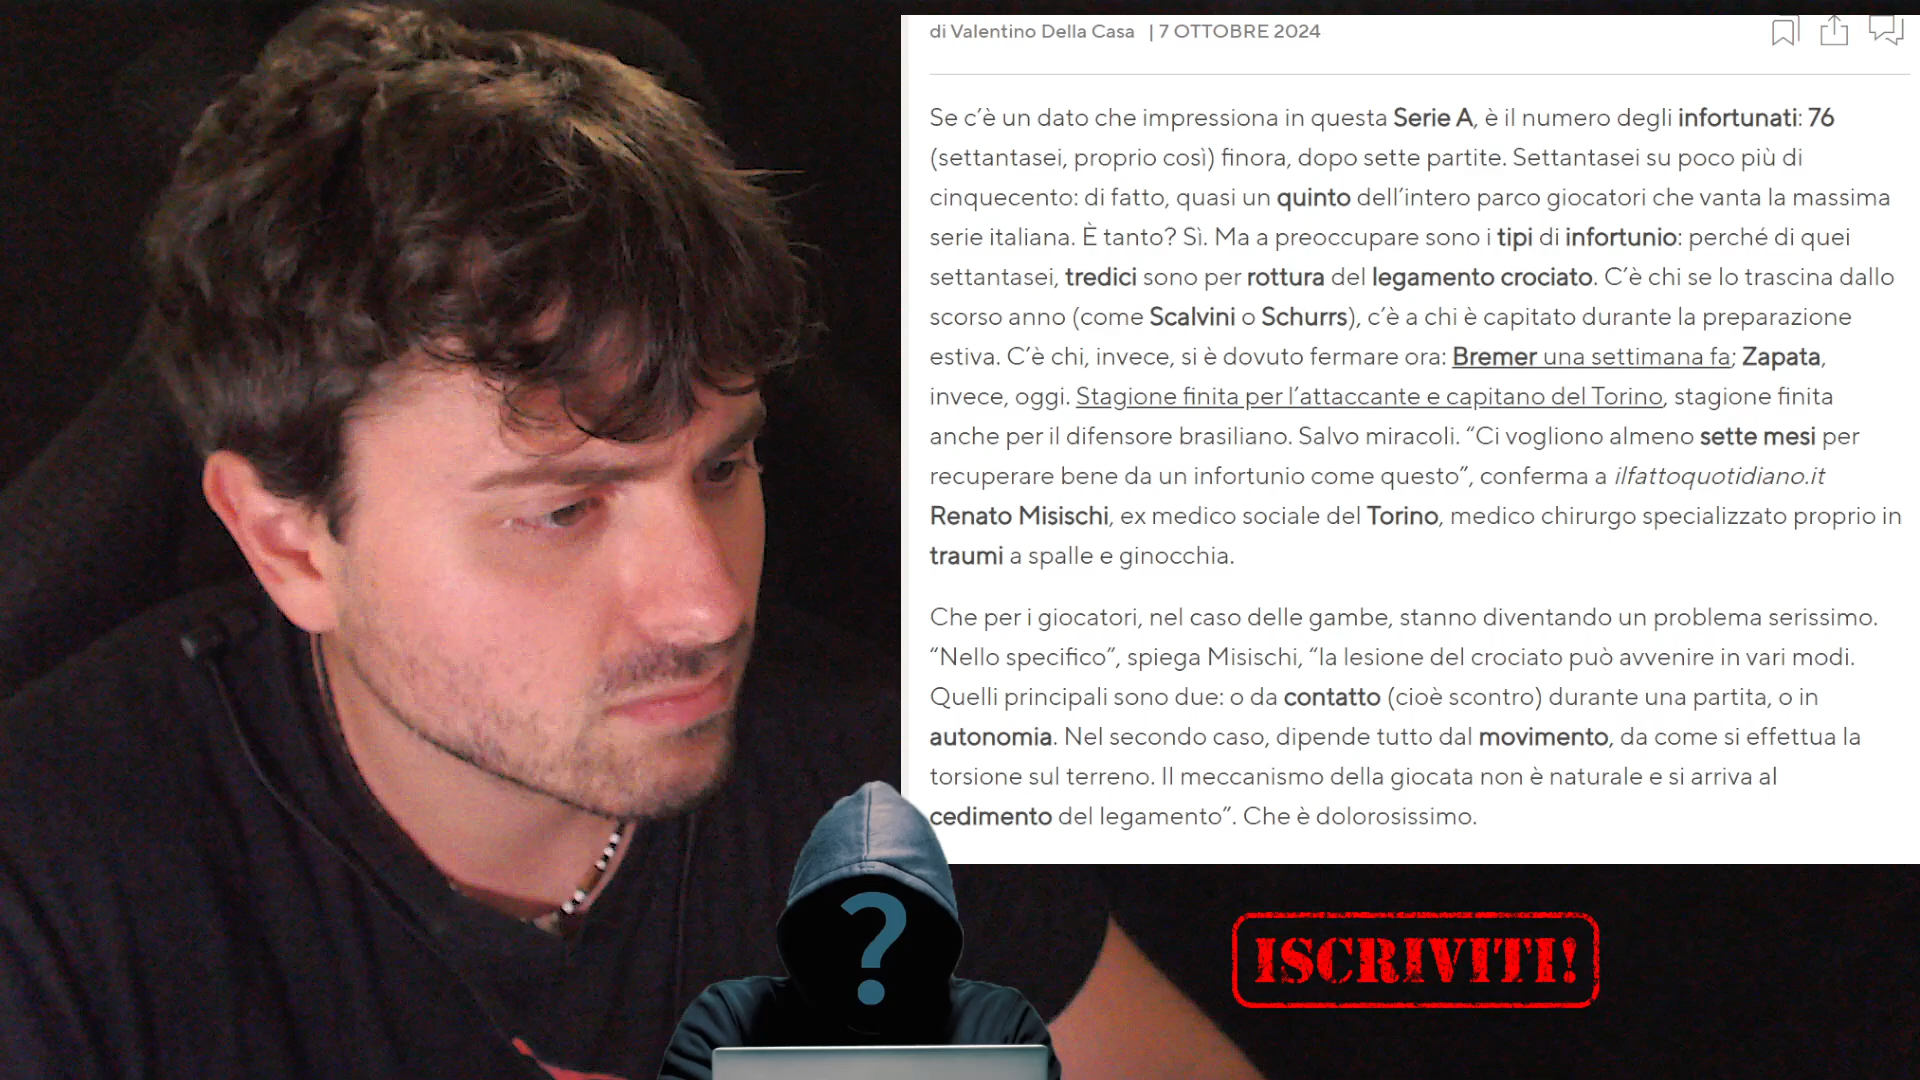 di Valentino Della Casa | 7 OTTOBRE 2024
Se c’è un dato che impressiona in questa Serie A, è il numero degli infortunati: 76
(settantasei, proprio così) finora, dopo sette partite. Settantasei su poco più di
cinquecento: di fatto, quasi un quinto dell’intero parco giocatori che vanta la massima
serie italiana. È tanto? Sì. Ma a preoccupare sono i tipi di infortunio: perché di quei
settantasei, tredici sono per rottura del legamento crociato. C’è chi se lo trascina dallo
scorso anno (come Scalvini o Schurrs), c’è a chi è capitato durante la preparazione
estiva. C’è chi, invece, si è dovuto fermare ora: Bremer una settimana fa; Zapata,
invece, oggi. Stagione finita per l’attaccante e capitano del Torino, stagione finita
anche per il difensore brasiliano. Salvo miracoli. “Ci vogliono almeno sette mesi per
recuperare bene da un infortunio come questo”, conferma a ilfattoquotidiano.it
Renato Misischi, ex medico sociale del Torino, medico chirurgo specializzato proprio in
traumi a spalle e ginocchia.
Che per i giocatori, nel caso delle gambe, stanno diventando un problema serissimo.
“Nello specifico”, spiega Misischi, “la lesione del crociato può avvenire in vari modi.
Quelli principali sono due: o da contatto (cioè scontro) durante una partita, o in
autonomia. Nel secondo caso, dipende tutto dal movimento, da come si effettua la
torsione sul terreno. Il meccanismo della giocata non è naturale e si arriva al
cedimento del legamento”. Che è dolorosissimo.
?
ISCRIVITI!